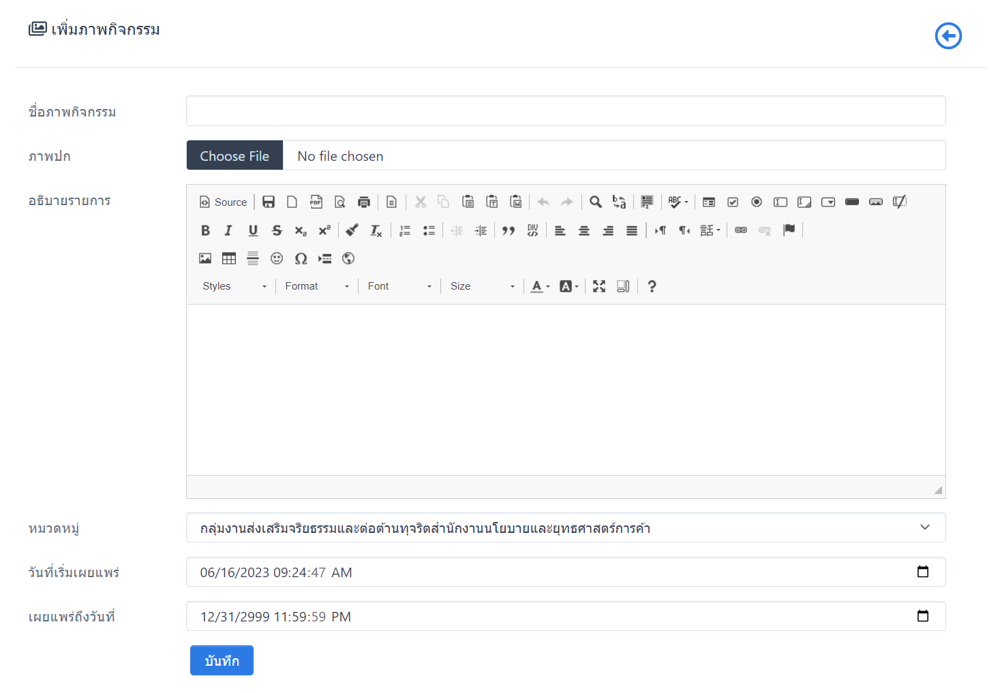 เพิ่มภาพกิจกรรม
ชื่อภาพกิจกรรม
ภาพปก
Choose File No file chosen
อธิบายรายการ
Source
Styles Format Font Size
หมวดหมู่
กลุ่มงานส่งเสริมจริยธรรมและต่อต้านทุจริตสำนักงานนโยบายและยุทธศาสตร์การค้า
วันที่เริ่มเผยแพร่
06/16/2023 09:24:47 AM
เผยแพร่ถึงวันที่
12/31/2999 11:59:59 PM
บันทึก